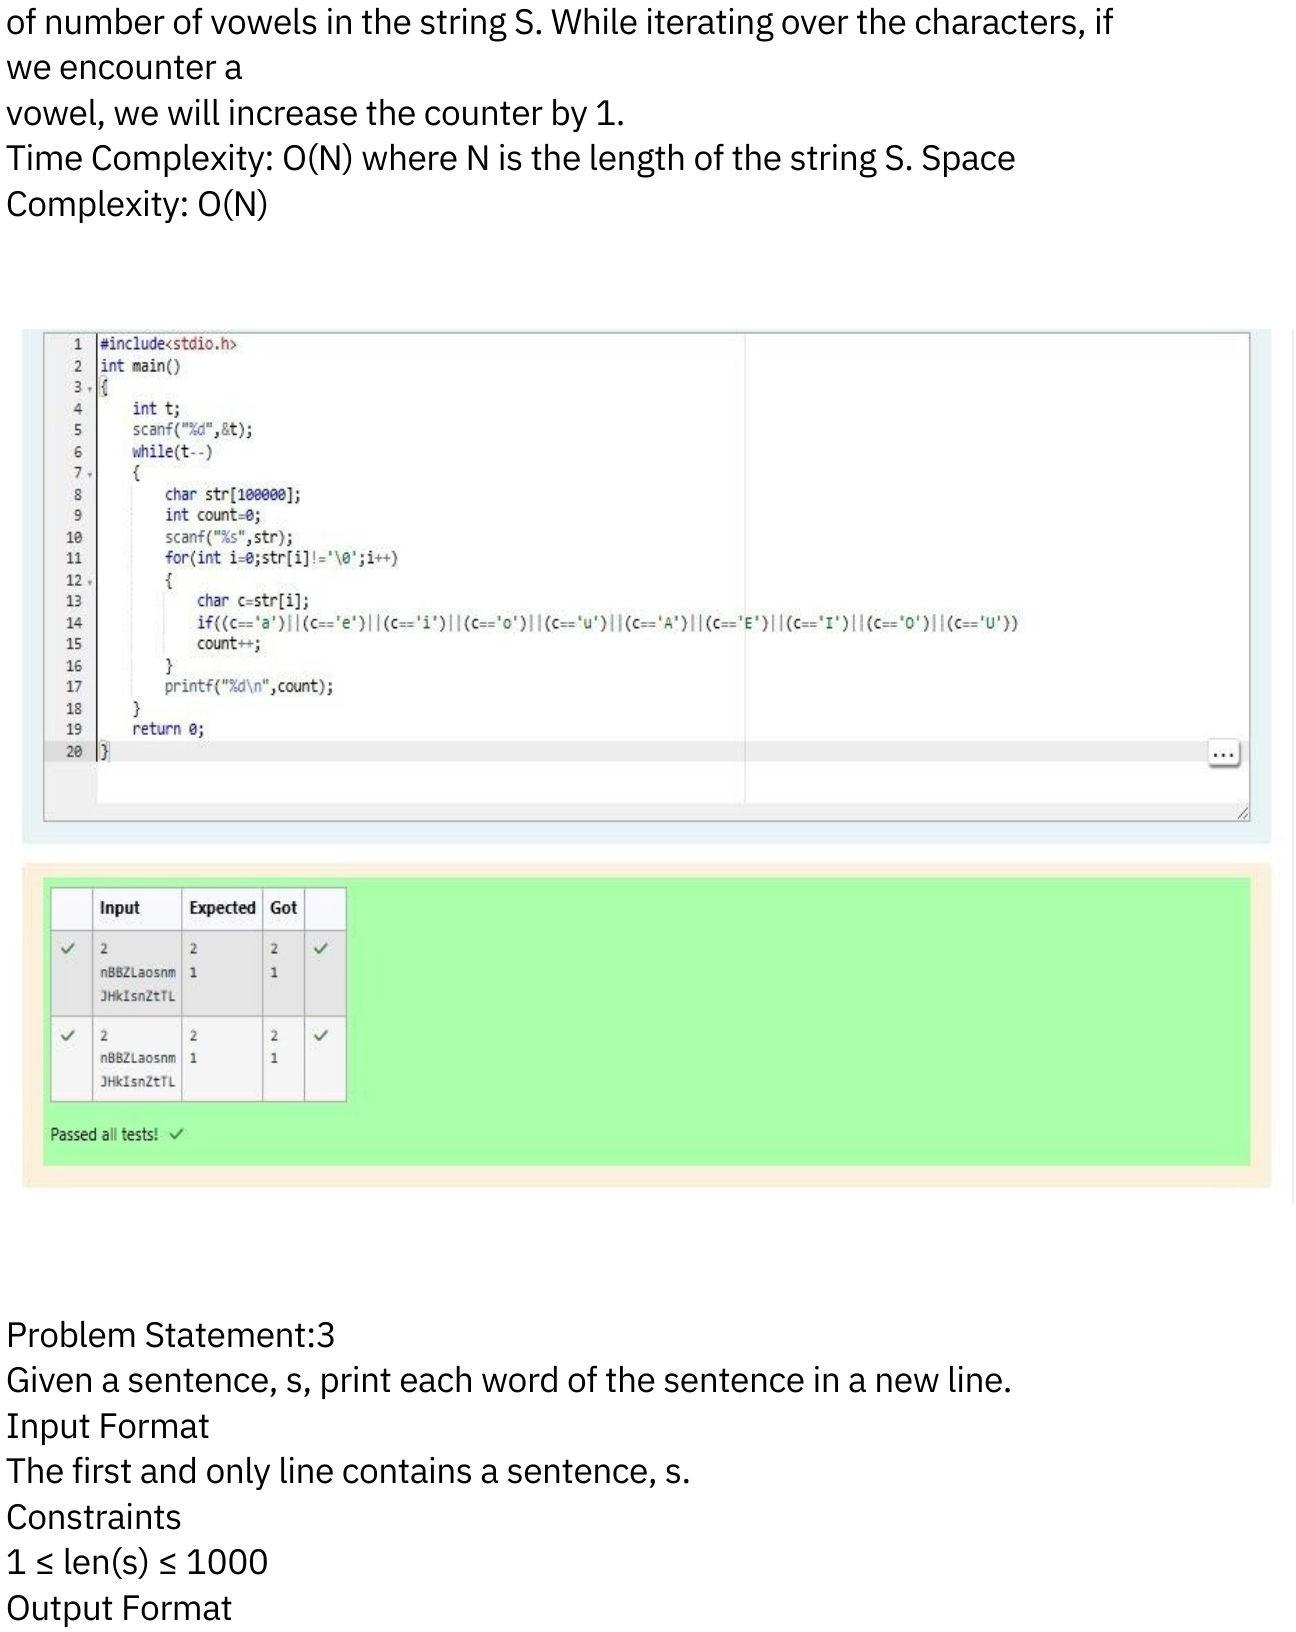 of number of vowels in the string S. While iterating over the characters, if
we encounter a
vowel, we will increase the counter by 1.
Time Complexity: O(N) where N is the length of the string S. Space
Complexity: O(N)
1 #include<stdio.h>
2 int main()
3 {
4 int t;
5 scanf("%d",&t);
6 while(t--)
7 {
8 char str[100000];
9 int count=0;
10 scanf("%s",str);
11 for(int i=0;str[i]!='\0';i++)
12 {
13 char c=str[i];
14 if((c=='a')||(c=='e')||(c=='i')||(c=='o')||(c=='u')||(c=='A')||(c=='E')||(c=='I')||(c=='O')||(c=='U'))
15 count++;
16 }
17 printf("%d\n",count);
18 }
19 return 0;
20 }
...
Input Expected Got
✓ 2 2 2 ✓
nBBZLaosnm 1 1
JHkIsnZtTL
✓ 2 2 2 ✓
nBBZLaosnm 1 1
JHkIsnZtTL
Passed all tests! ✓
Problem Statement:3
Given a sentence, s, print each word of the sentence in a new line.
Input Format
The first and only line contains a sentence, s.
Constraints
1 ≤ len(s) ≤ 1000
Output Format